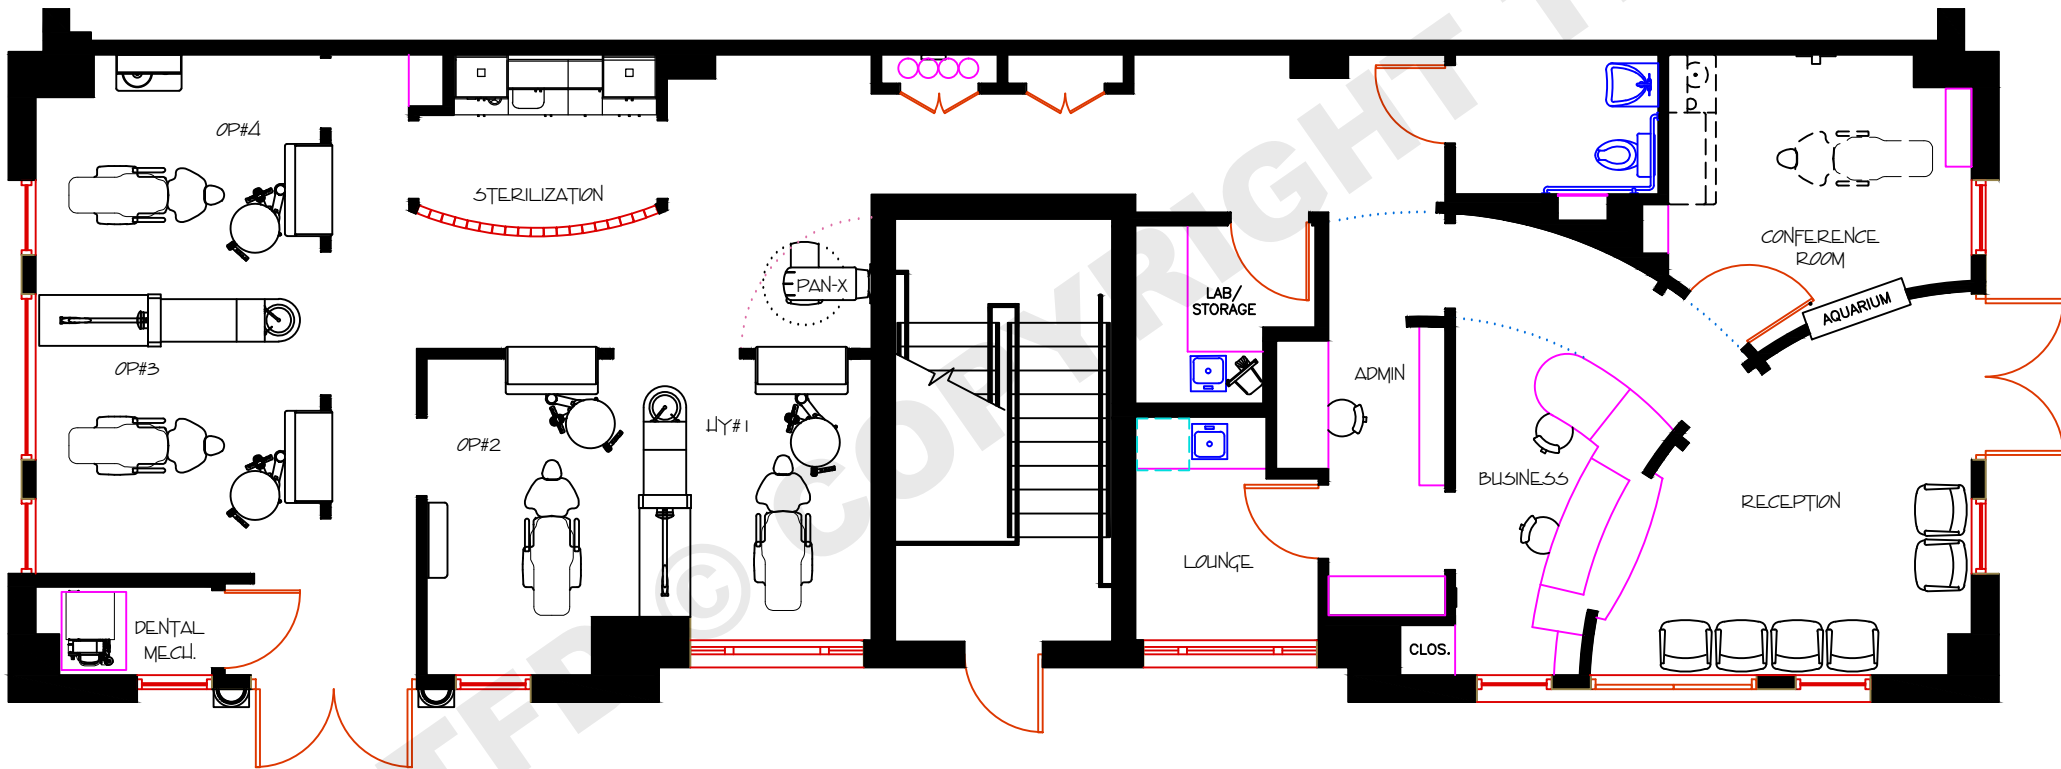 OP#4
STERILIZATION
CONFERENCE
ROOM
PAN-X
LAB/
STORAGE
AQUARIUM
OP#3
ADMIN
HY#1
OP#2
BUSINESS
RECEPTION
LOUNGE
DENTAL
MECH.
CLOS.
TFD © COPYRIGHT